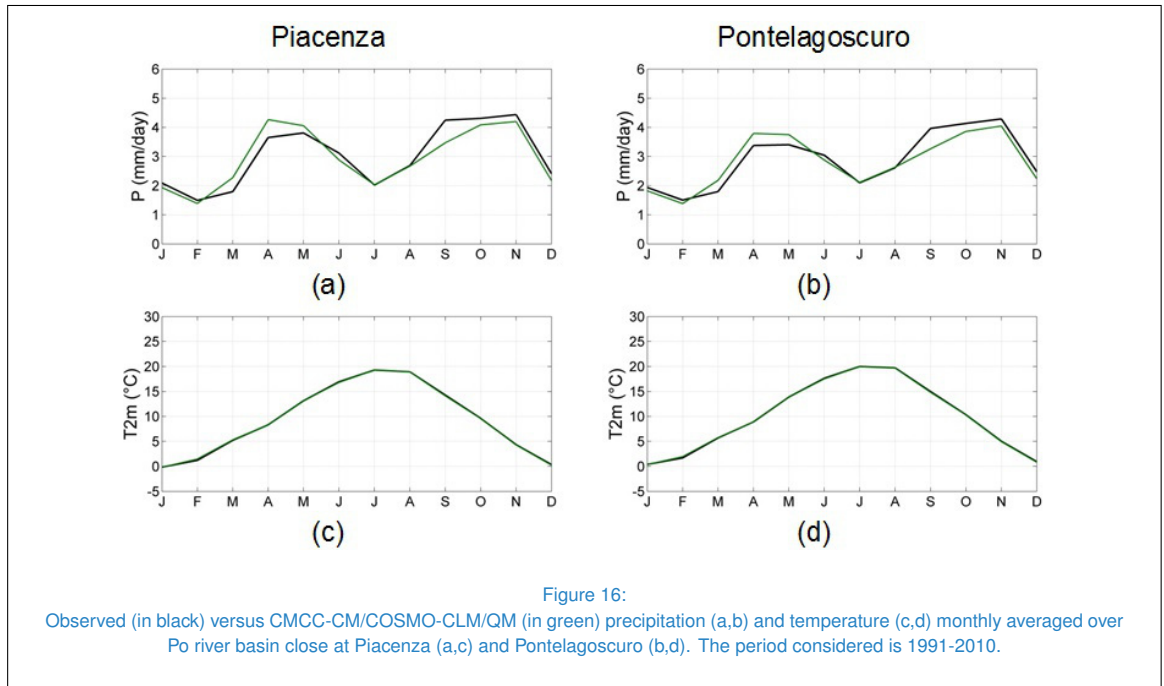 Piacenza
Pontelagoscuro
6
5
4
3
2
1
0
P (mm/day)
J F M A M J J A S O N D
(a)
6
5
4
3
2
1
0
P (mm/day)
J F M A M J J A S O N D
(b)
30
25
20
15
10
5
0
-5
T2m (°C)
J F M A M J J A S O N D
(c)
30
25
20
15
10
5
0
-5
T2m (°C)
J F M A M J J A S O N D
(d)
Figure 16:
Observed (in black) versus CMCC-CM/COSMO-CLM/QM (in green) precipitation (a,b) and temperature (c,d) monthly averaged over
Po river basin close at Piacenza (a,c) and Pontelagoscuro (b,d). The period considered is 1991-2010.